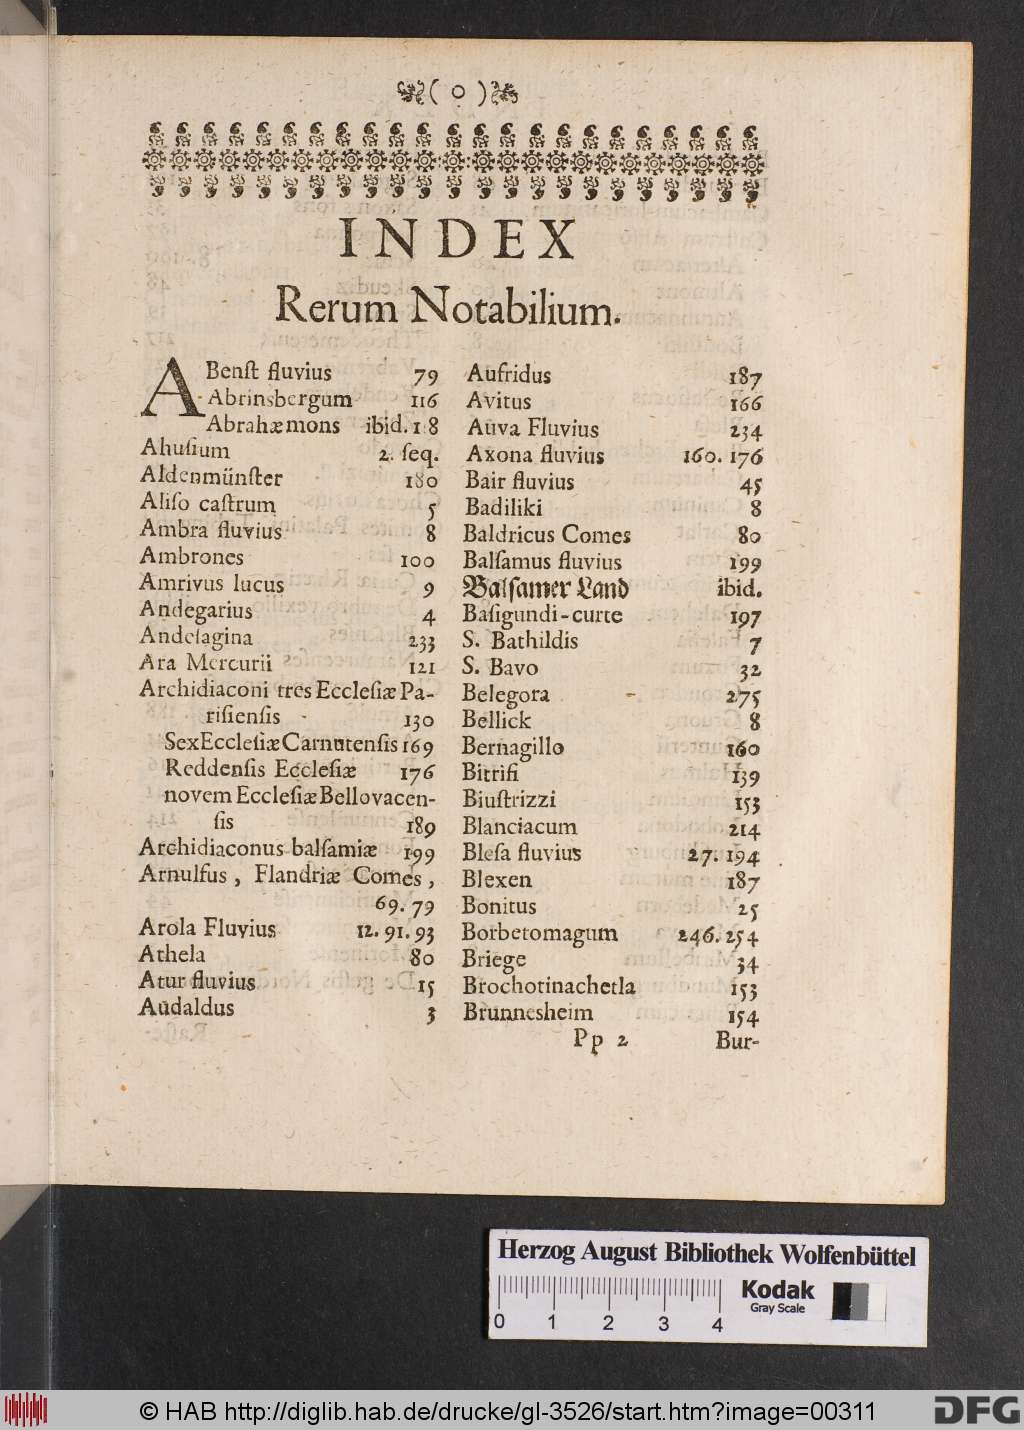 ( o )
INDEX
Rerum Notabilium.
ABenſt fluvius 79
Abrinsbergum 116
Abrahæmons ibid. 118
Ahuſium 2. ſeq.
Aldenmünſter 180
Aliſo caſtrum 5
Ambra fluvius 8
Ambrones 100
Amrivus lucus 9
Andegarius 4
Andeſagina 233
Ara Mercurii 121
Archidiaconi tres Eccleſiæ Pa-
riſienſis 130
Sex Eccleſiæ Carnutenſis 169
Reddenſis Eccleſiæ 176
novem Eccleſiæ Bellovacen-
ſis 189
Archidiaconus balſamiæ 199
Arnulfus, Flandriæ Comes,
69. 79
Arola Fluvius 12. 91. 93
Athela 80
Atur fluvius 15
Audaldus 3
Aufridus 187
Avitus 166
Auva Fluvius 234
Axona fluvius 160. 176
Bair fluvius 45
Badiliki 8
Baldricus Comes 80
Balſamus fluvius 199
Balſamer Land ibid.
Baſigundi-curte 197
S. Bathildis 7
S. Bavo 32
Belegora 275
Bellick 8
Bernagillo 160
Bitriſi 139
Biuſtrizzi 153
Blanciacum 214
Bleſa fluvius 27. 194
Blexen 187
Bonitus 25
Borbetomagum 246. 254
Briege 34
Brochotinachetla 153
Brunnesheim 154
Pp 2 Bur-
Herzog August Bibliothek Wolfenbüttel
Kodak
Gray Scale
0 1 2 3 4
© HAB http://diglib.hab.de/drucke/gl-3526/start.htm?image=00311
DFG